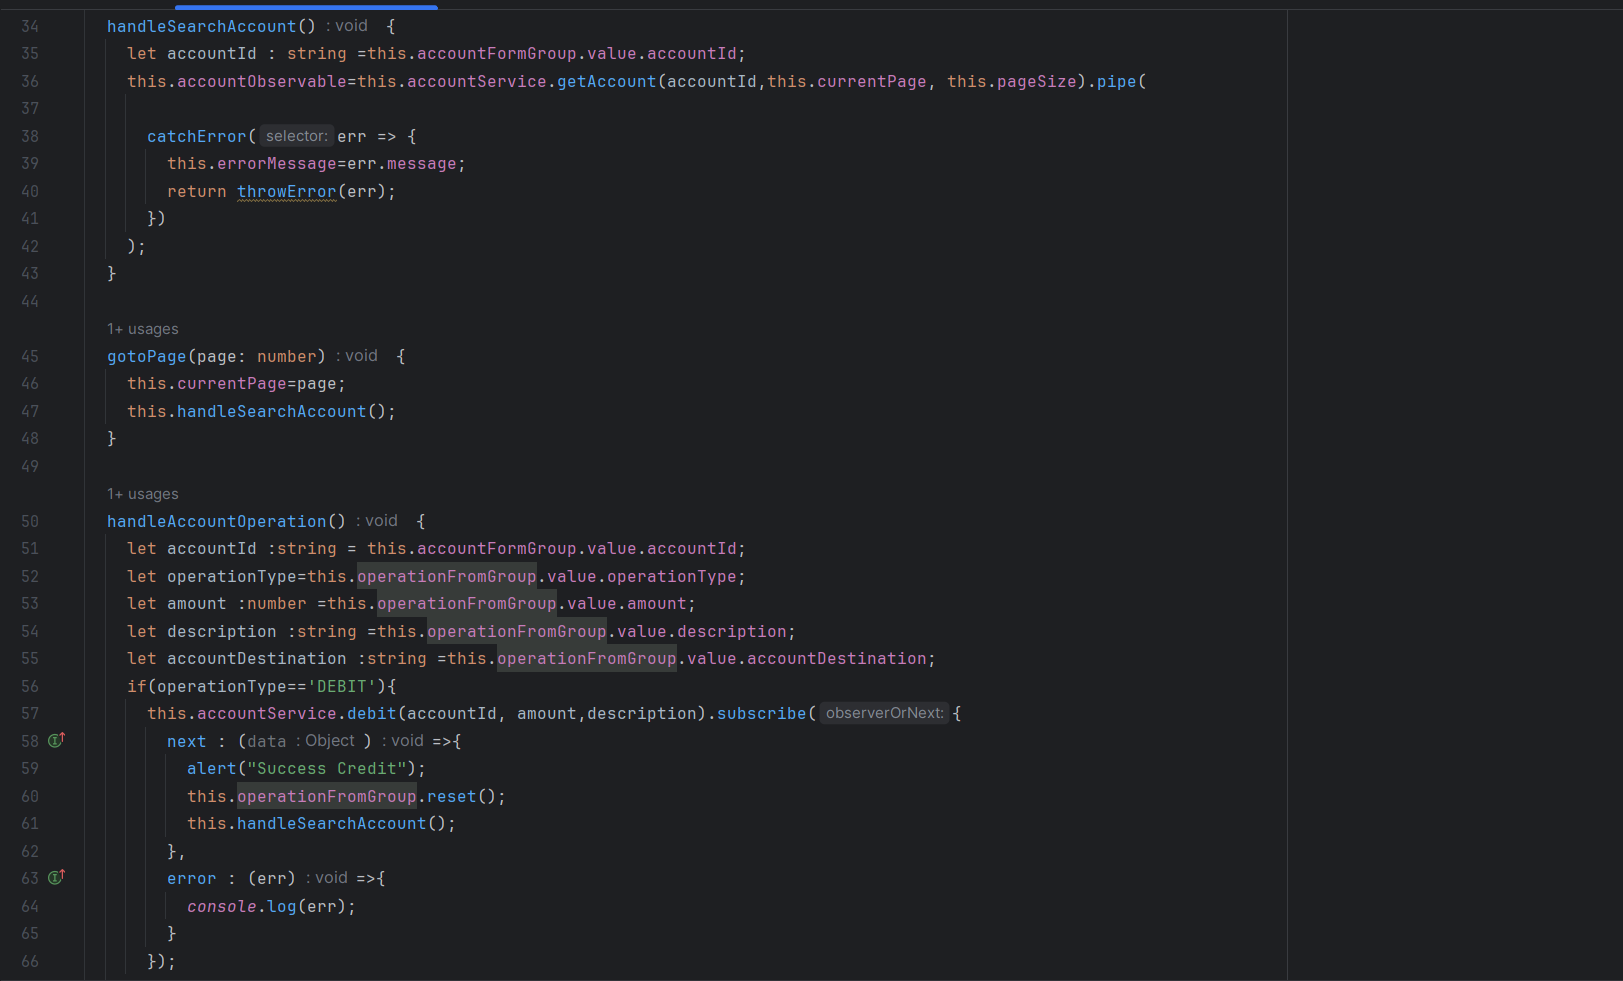 34 handleSearchAccount() : void {
35 let accountId : string =this.accountFormGroup.value.accountId;
36 this.accountObservable=this.accountService.getAccount(accountId,this.currentPage, this.pageSize).pipe(
37
38 catchError( selector: err => {
39 this.errorMessage=err.message;
40 return throwError(err);
41 })
42 );
43 }
44
1+ usages
45 gotoPage(page: number) : void {
46 this.currentPage=page;
47 this.handleSearchAccount();
48 }
49
1+ usages
50 handleAccountOperation() : void {
51 let accountId :string = this.accountFormGroup.value.accountId;
52 let operationType=this.operationFromGroup.value.operationType;
53 let amount :number =this.operationFromGroup.value.amount;
54 let description :string =this.operationFromGroup.value.description;
55 let accountDestination :string =this.operationFromGroup.value.accountDestination;
56 if(operationType=='DEBIT'){
57 this.accountService.debit(accountId, amount,description).subscribe( observerOrNext: {
58 next : (data : Object ) : void =>{
59 alert("Success Credit");
60 this.operationFromGroup.reset();
61 this.handleSearchAccount();
62 },
63 error : (err) : void =>{
64 console.log(err);
65 }
66 });